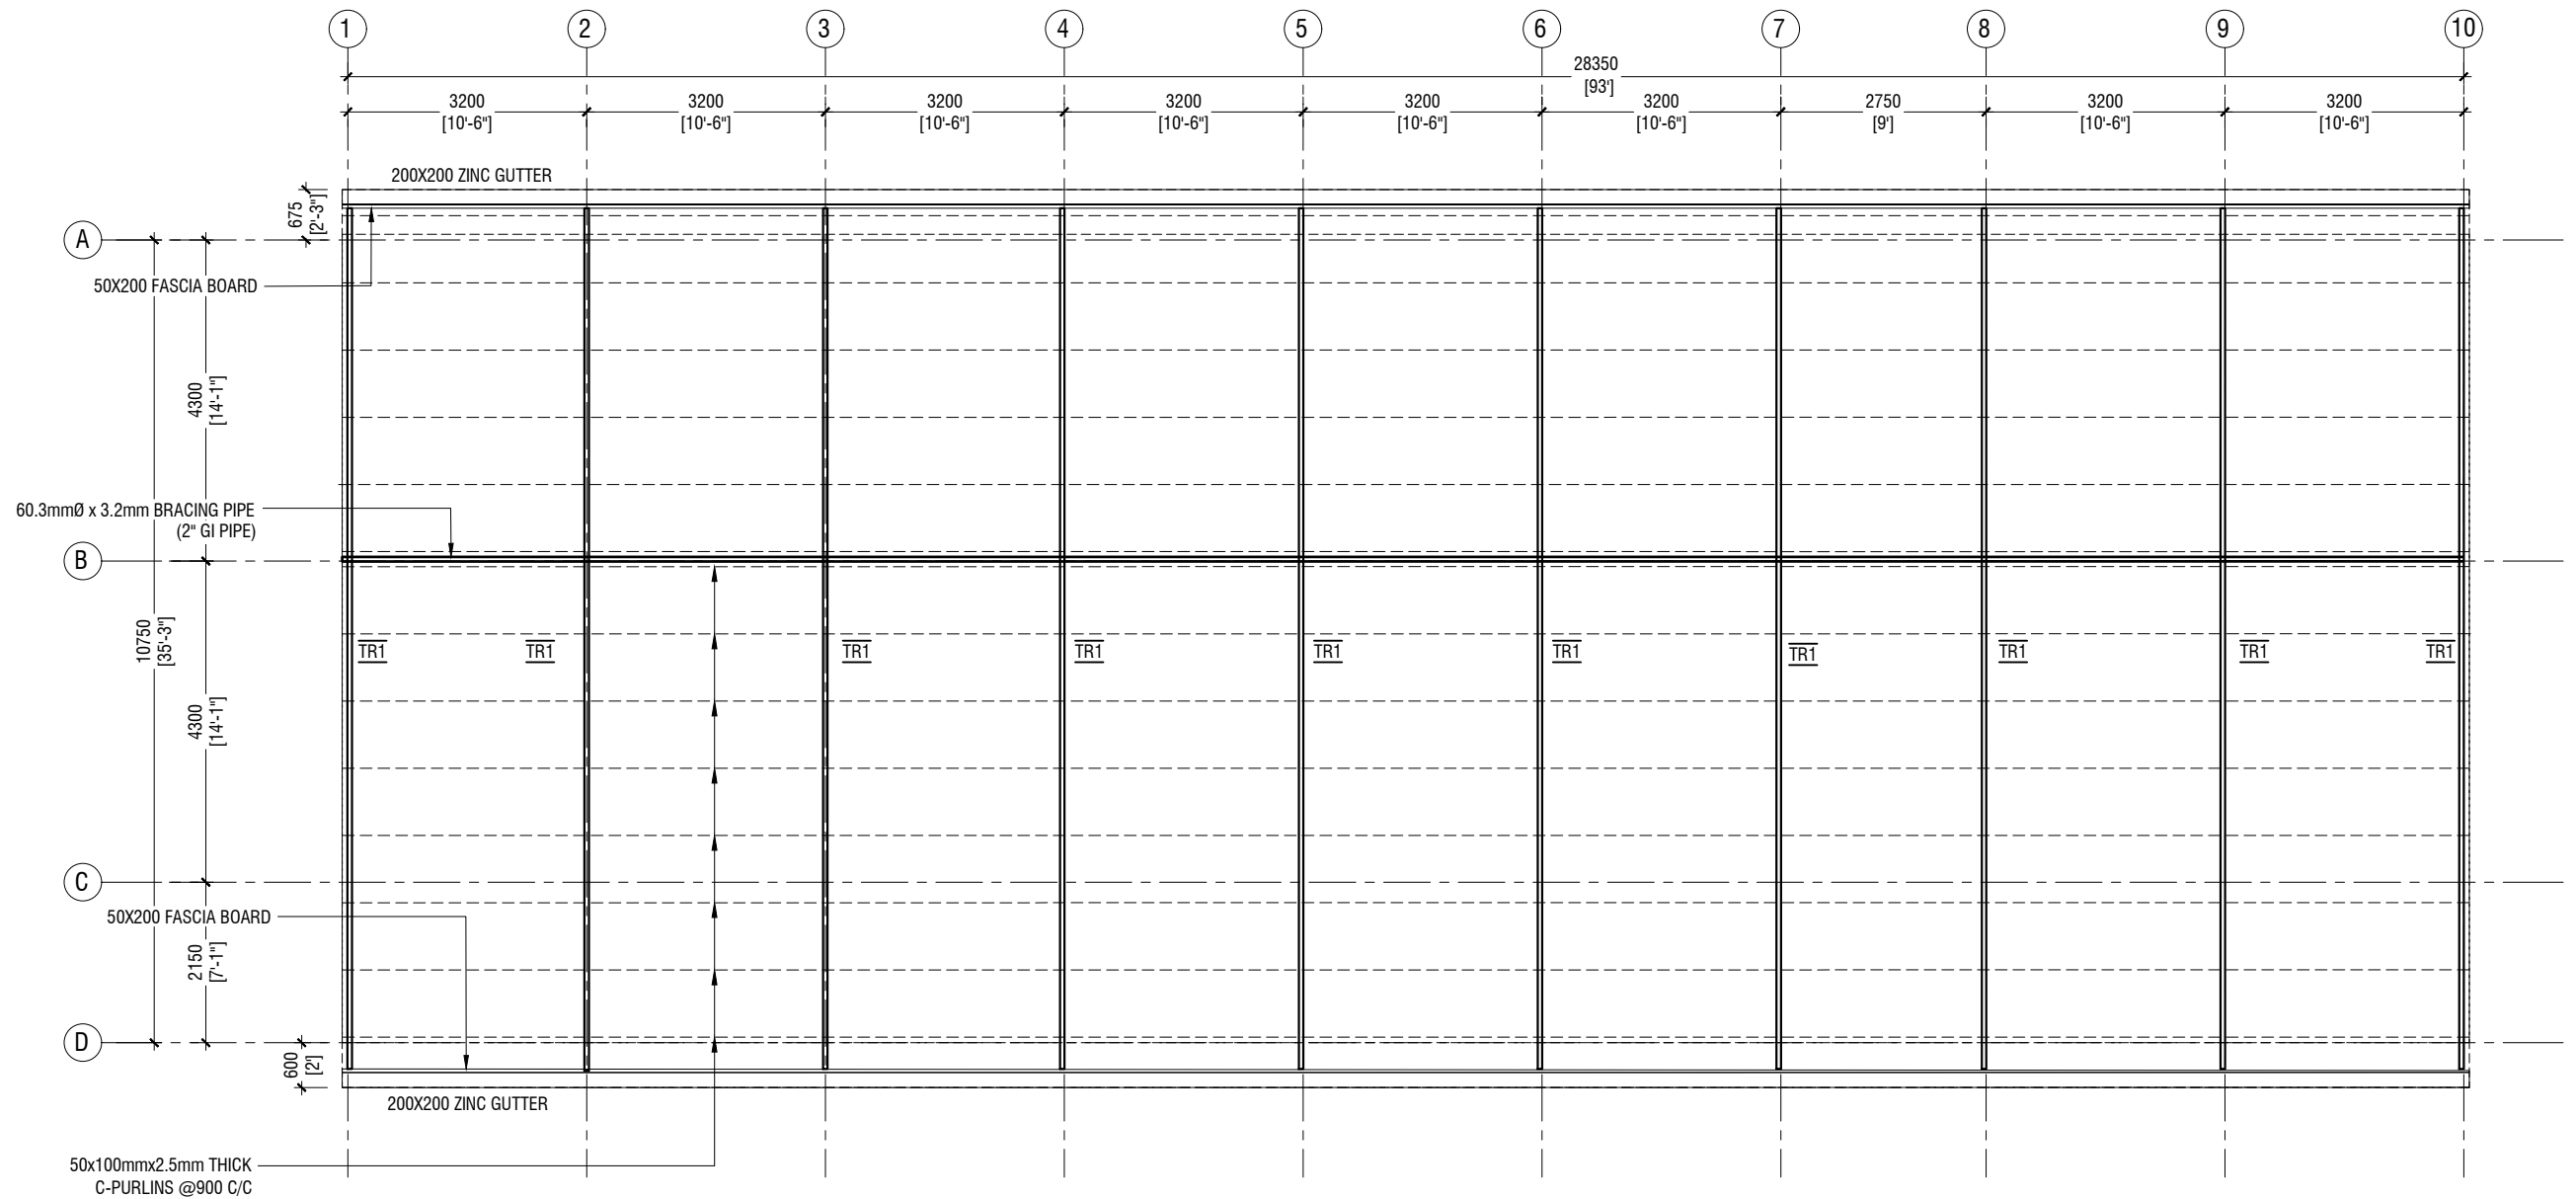 1
2
3
4
5
6
7
8
9
10
28350
[93']
3200
[10'-6"]
3200
[10'-6"]
3200
[10'-6"]
3200
[10'-6"]
3200
[10'-6"]
3200
[10'-6"]
2750
[9']
3200
[10'-6"]
3200
[10'-6"]
200X200 ZINC GUTTER
675
[2'-3"]
A
50X200 FASCIA BOARD
4300
[14'-1"]
60.3mmØ x 3.2mm BRACING PIPE
(2" GI PIPE)
B
10750
[35'-3"]
TR1
TR1
TR1
TR1
TR1
TR1
TR1
TR1
TR1
TR1
4300
[14'-1"]
C
50X200 FASCIA BOARD
2150
[7'-1"]
D
600
[2']
200X200 ZINC GUTTER
50x100mmx2.5mm THICK
C-PURLINS @900 C/C